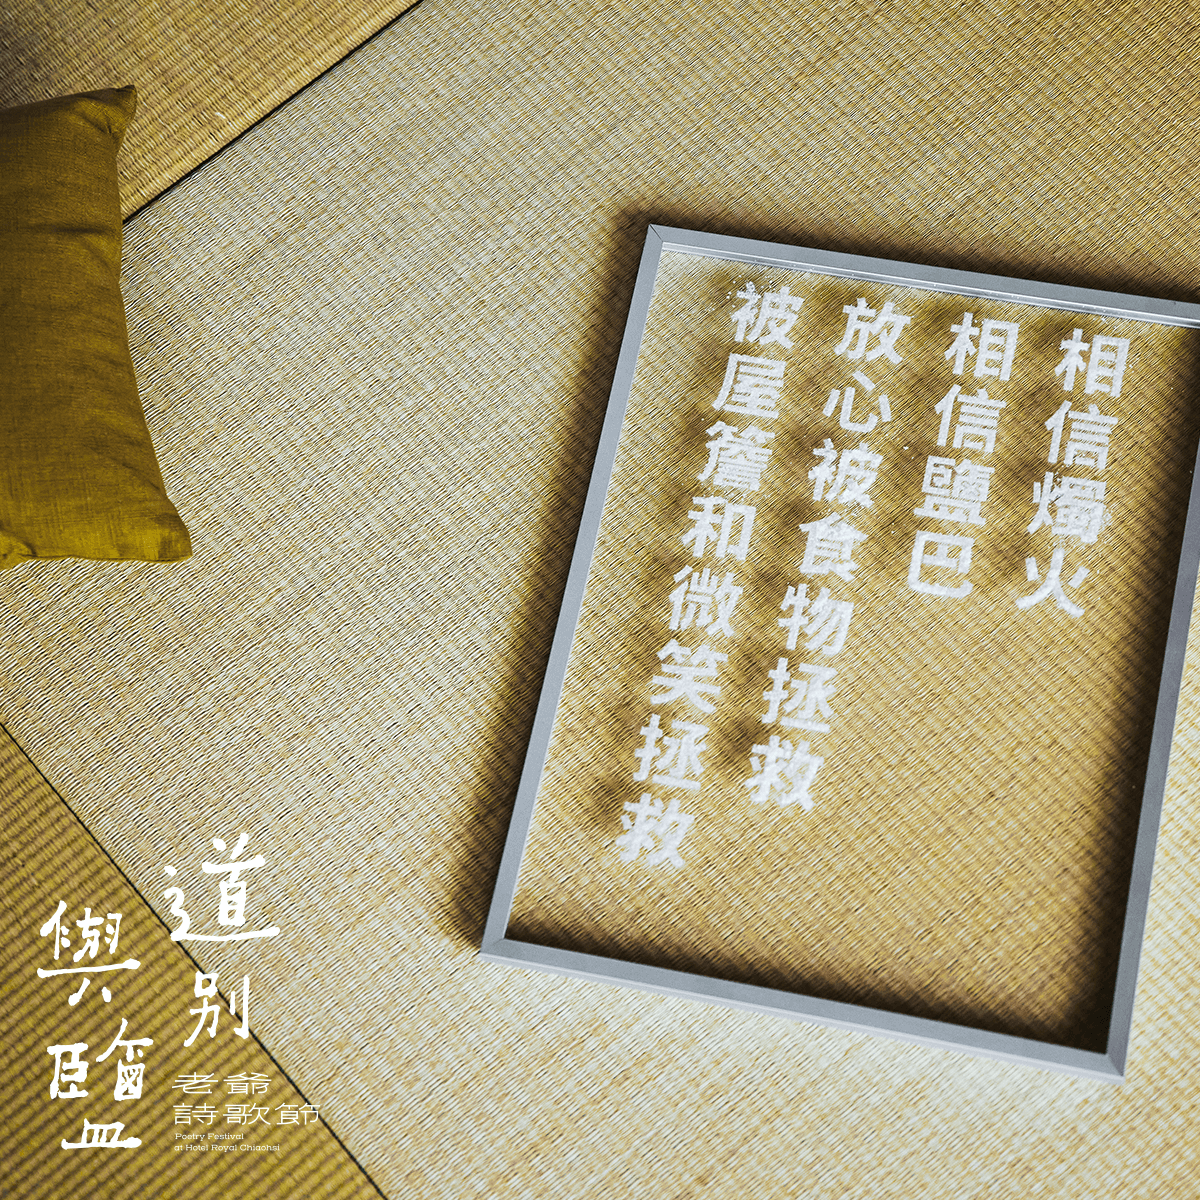 相信燭火
相信鹽巴
放心被食物拯救
被屋簷和微笑拯救
道別
與鹽
老爺
詩歌節
Poetry Festival
at Hotel Royal Chiaohsi